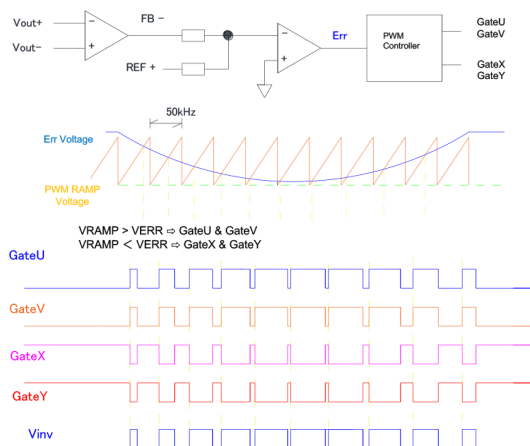 Vout+
Vout-
FB -
REF +
Err
PWM
Controller
GateU
GateV
GateX
GateY
50kHz
Err Voltage
PWM RAMP
Voltage
VRAMP > VERR ⇨ GateU & GateV
VRAMP < VERR ⇨ GateX & GateY
GateU
GateV
GateX
GateY
Vinv